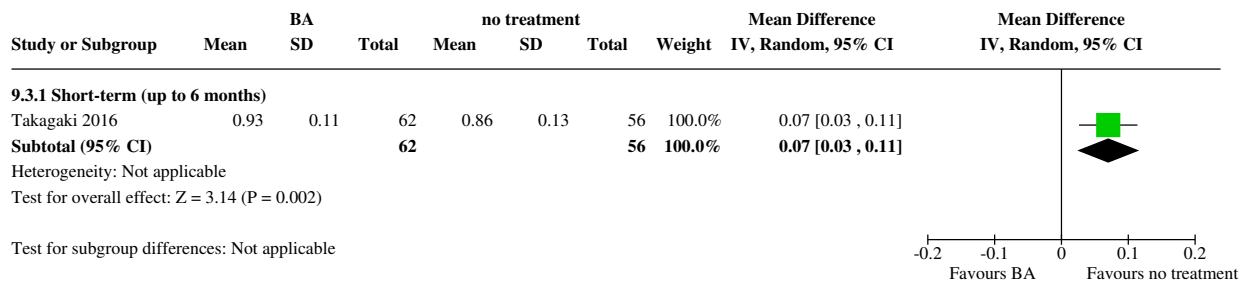 BA no treatment Mean Difference Mean Difference
Study or Subgroup Mean SD Total Mean SD Total Weight IV, Random, 95% CI IV, Random, 95% CI
9.3.1 Short-term (up to 6 months)
Takagaki 2016 0.93 0.11 62 0.86 0.13 56 100.0% 0.07 [0.03 , 0.11]
Subtotal (95% CI) 62 56 100.0% 0.07 [0.03 , 0.11]
Heterogeneity: Not applicable
Test for overall effect: Z = 3.14 (P = 0.002)
Test for subgroup differences: Not applicable
-0.2 -0.1 0 0.1 0.2
Favours BA Favours no treatment